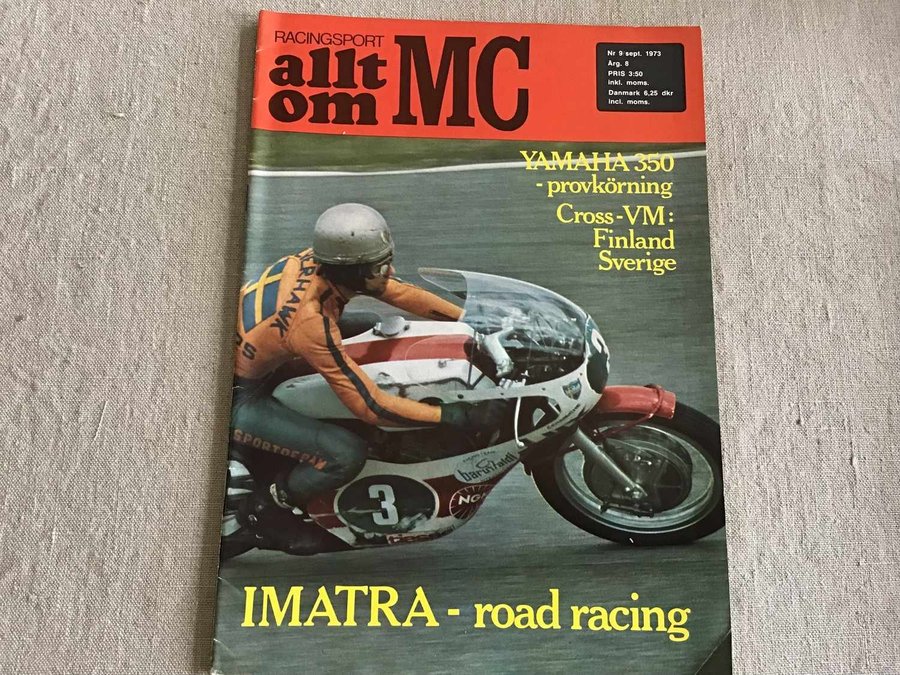 RACINGSPORT
allt
om
MC
Nr 9 sept. 1973
Årg. 8
PRIS 3:50
inkl. moms.
Danmark 6,25 dkr
incl. moms.
YAMAHA 350
- provkörning
Cross-VM:
Finland
Sverige
3
NGK
IMATRA - road racing